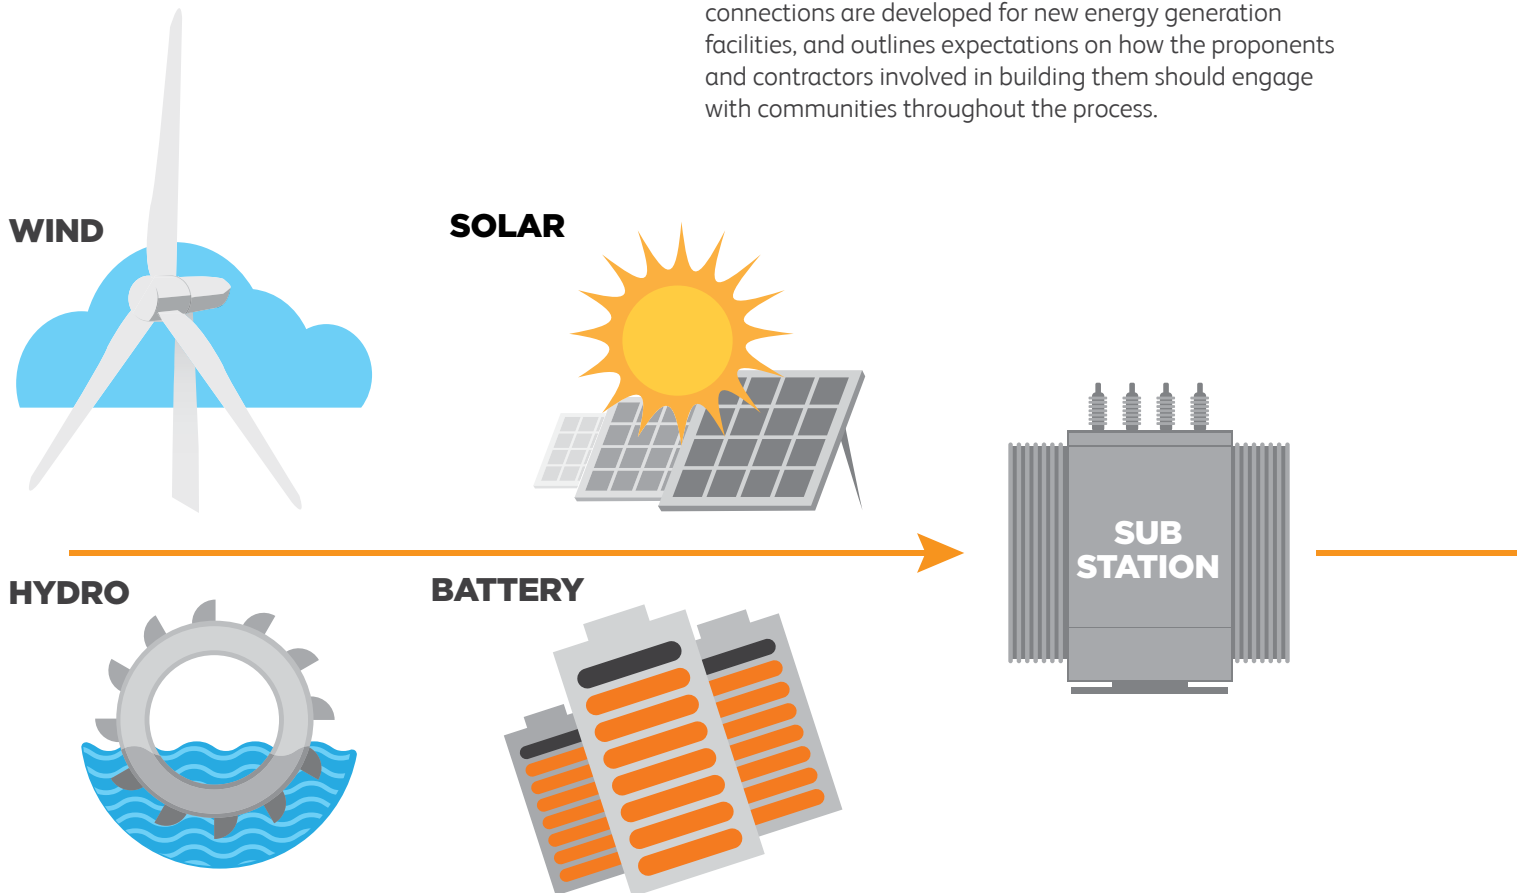 connections are developed for new energy generation
facilities, and outlines expectations on how the proponents
and contractors involved in building them should engage
with communities throughout the process.
WIND
SOLAR
HYDRO
BATTERY
SUB
STATION